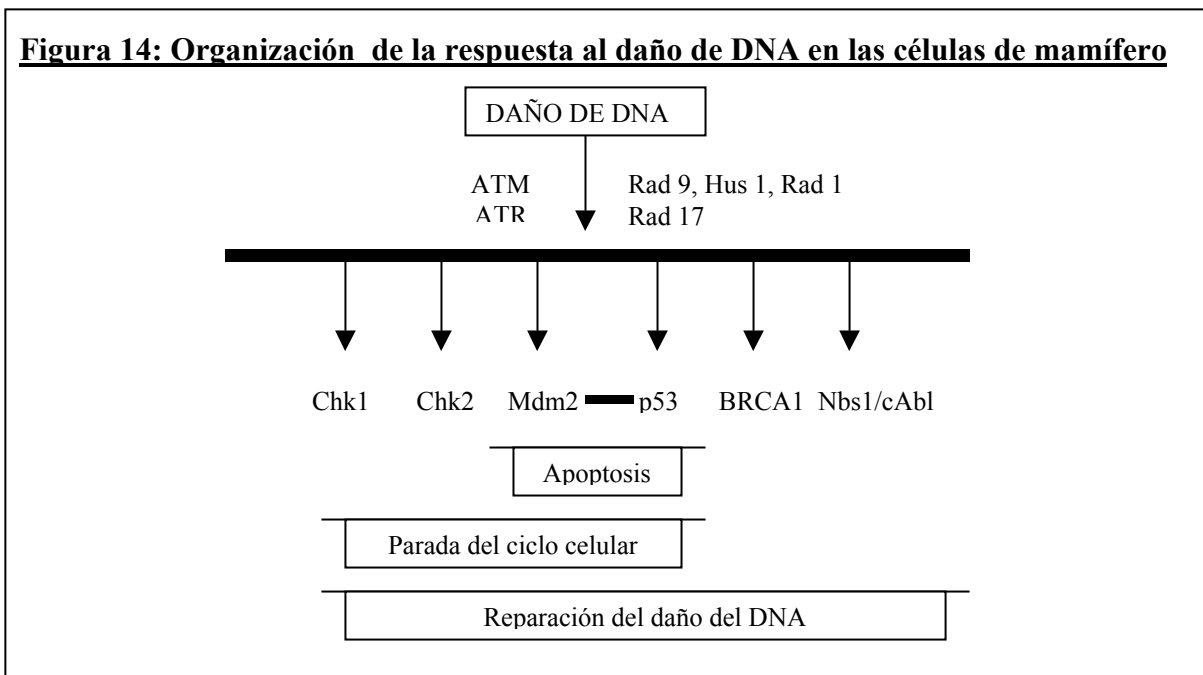 Figura 14: Organización de la respuesta al daño de DNA en las células de mamífero
DAÑO DE DNA
ATM Rad 9, Hus 1, Rad 1
ATR Rad 17
Chk1 Chk2 Mdm2 p53 BRCA1 Nbs1/cAbl
Apoptosis
Parada del ciclo celular
Reparación del daño del DNA